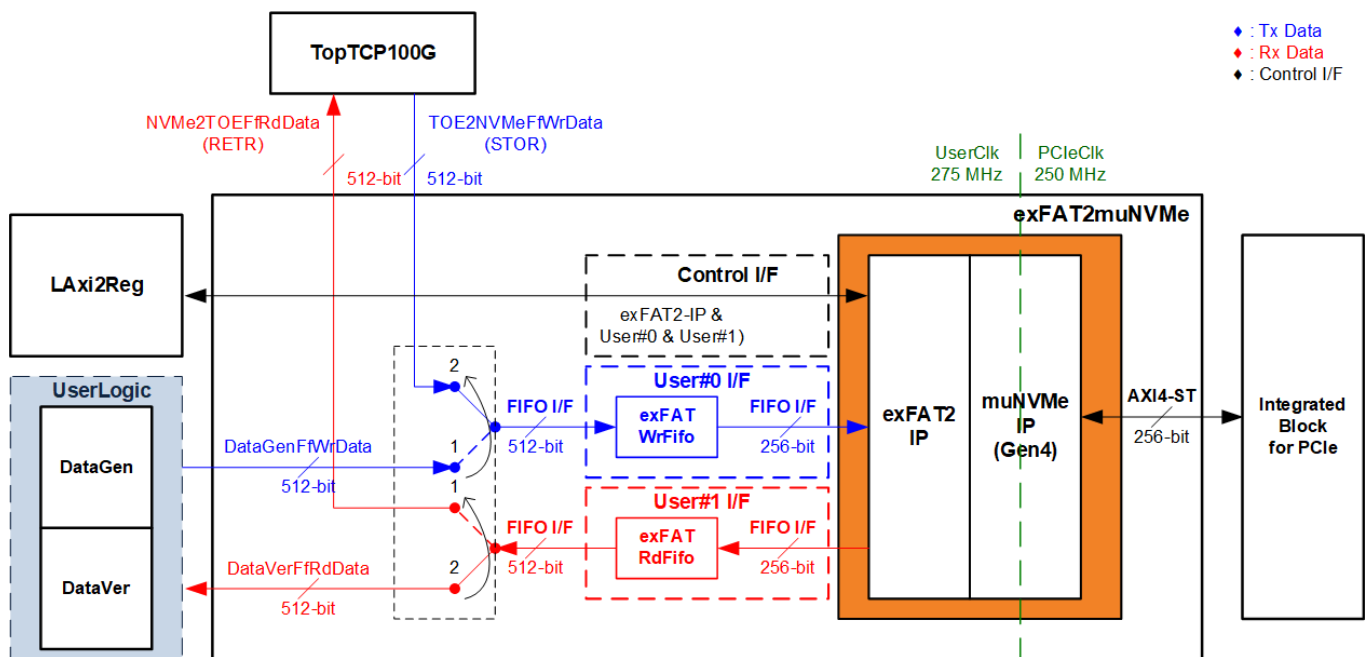 TopTCP100G
♦ : Tx Data
♦ : Rx Data
♦ : Control I/F
NVMe2TOEFfRdData
(RETR)
TOE2NVMeFfWrData
(STOR)
512-bit
512-bit
UserClk
275 MHz
PCIeClk
250 MHz
exFAT2muNVMe
LAxi2Reg
Control I/F
exFAT2-IP &
User#0 & User#1)
UserLogic
DataGen
DataVer
DataGenFfWrData
512-bit
DataVerFfRdData
512-bit
2
1
1
2
FIFO I/F
512-bit
User#0 I/F
exFAT
WrFifo
FIFO I/F
256-bit
FIFO I/F
512-bit
User#1 I/F
exFAT
RdFifo
FIFO I/F
256-bit
exFAT2
IP
muNVMe
IP
(Gen4)
AXI4-ST
256-bit
Integrated
Block
for PCIe